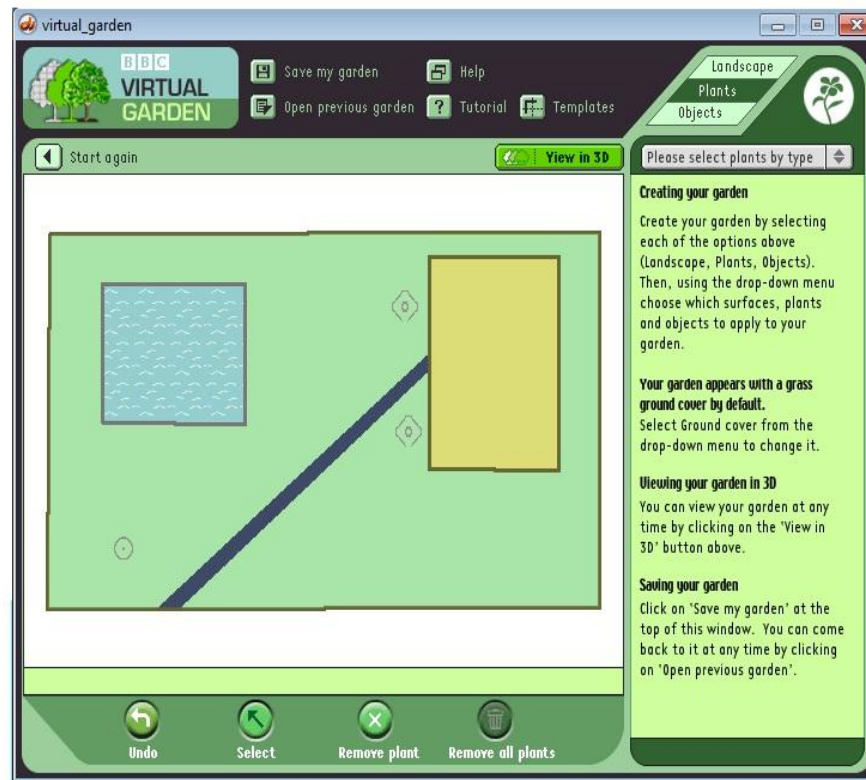 virtual_garden
BBC
VIRTUAL
GARDEN
Save my garden
Help
Open previous garden
Tutorial
Templates
Landscape
Plants
Objects
Start again
View in 3D
Please select plants by type
Creating your garden
Create your garden by selecting
each of the options above
(Landscape, Plants, Objects).
Then, using the drop-down menu
choose which surfaces, plants
and objects to apply to your
garden.
Your garden appears with a grass
ground cover by default.
Select Ground cover from the
drop-down menu to change it.
Viewing your garden in 3D
You can view your garden at any
time by clicking on the 'View in
3D' button above.
Saving your garden
Click on 'Save my garden' at the
top of this window. You can come
back to it at any time by clicking
on 'Open previous garden'.
Undo
Select
Remove plant
Remove all plants